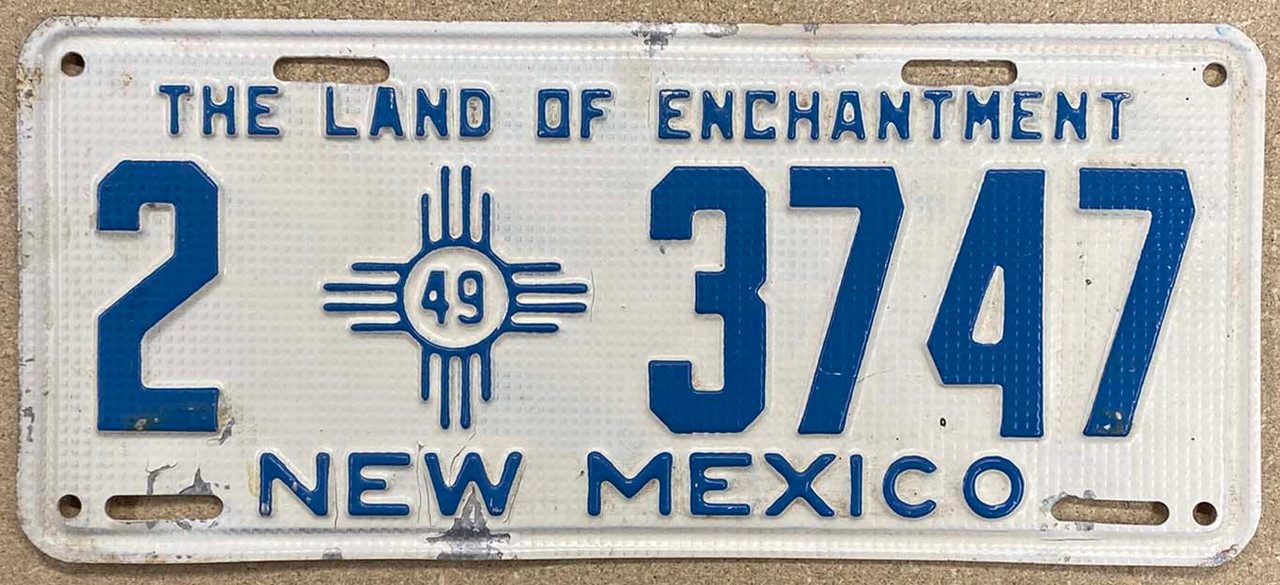 THE LAND OF ENCHANTMENT
2 49 3747
NEW MEXICO